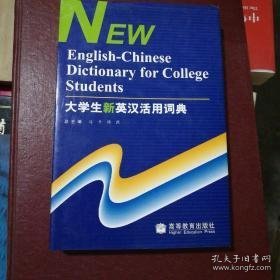 NEW
English-Chinese
Dictionary for College
Students
大学生新英汉活用词典
高等教育出版社
Higher Education Press
孔夫子旧书网